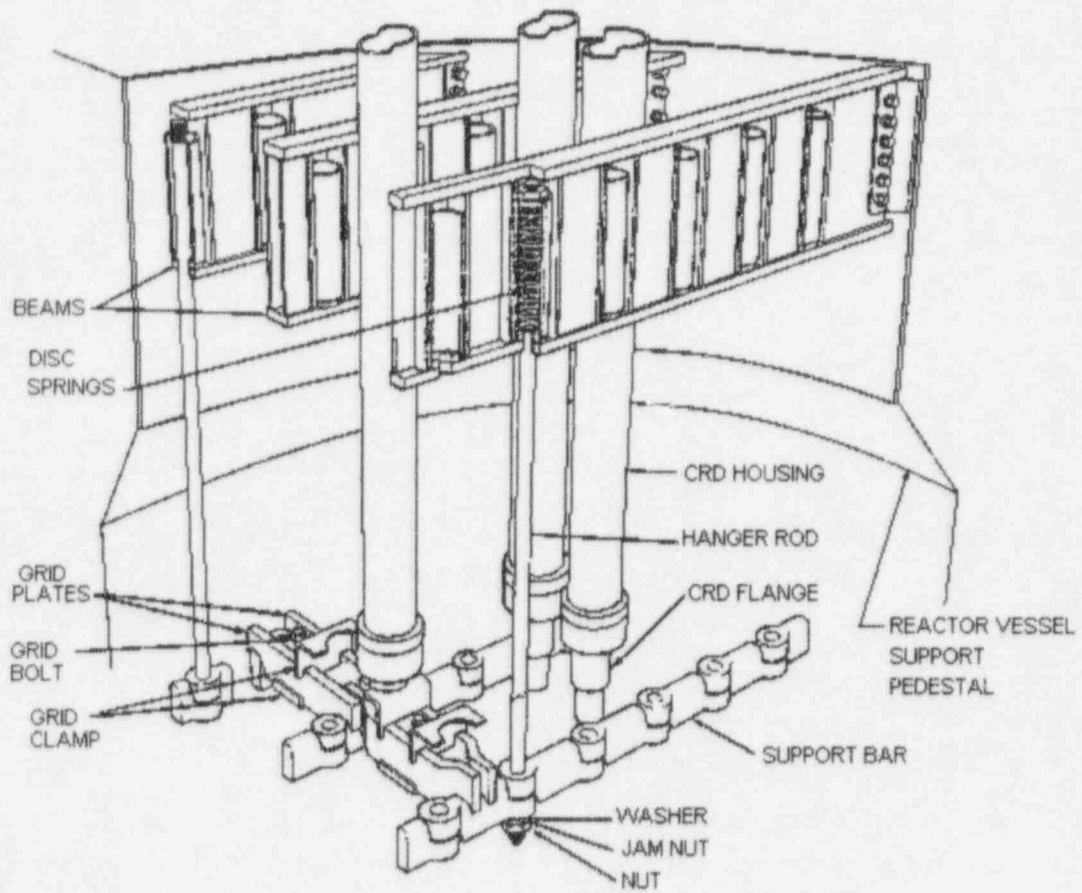 BEAMS
DISC
SPRINGS
CRD HOUSING
HANGER ROD
GRID
PLATES
CRD FLANGE
REACTOR VESSEL
SUPPORT
PEDESTAL
GRID
BOLT
GRID
CLAMP
SUPPORT BAR
WASHER
JAM NUT
NUT